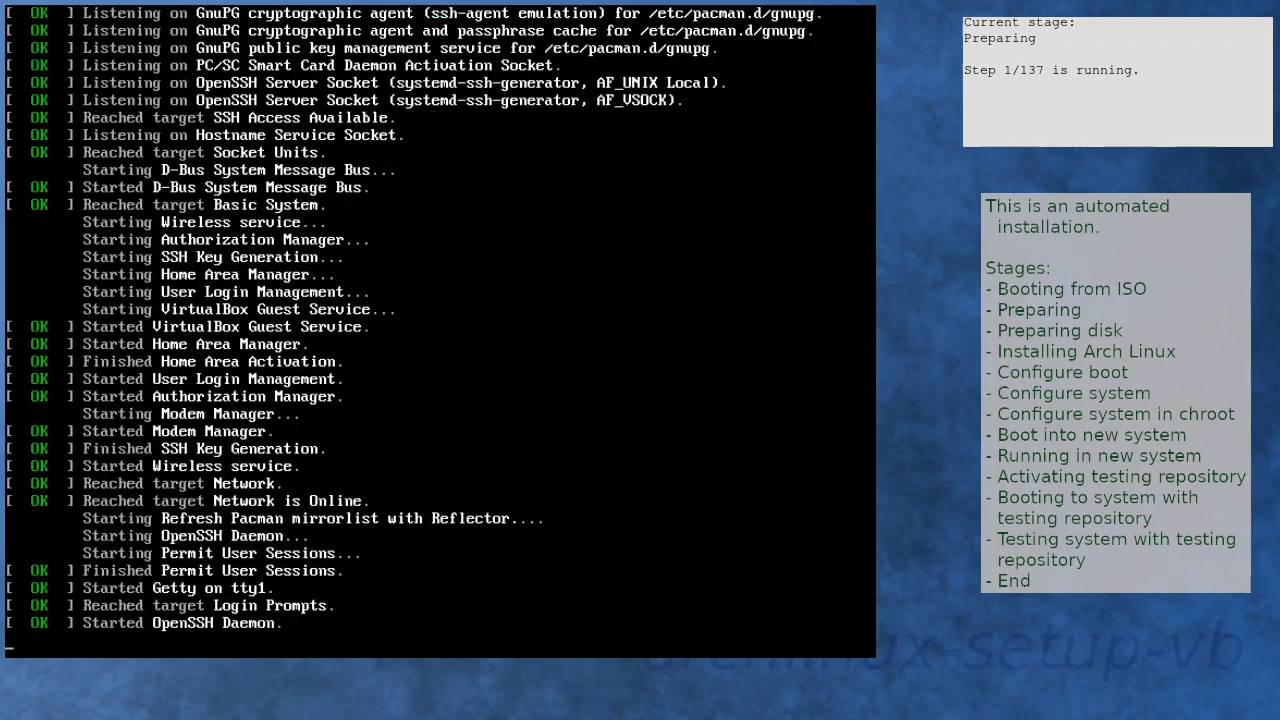 [  OK  ] Listening on GnuPG cryptographic agent (ssh-agent emulation) for /etc/pacman.d/gnupg.
[  OK  ] Listening on GnuPG cryptographic agent and passphrase cache for /etc/pacman.d/gnupg.
[  OK  ] Listening on GnuPG public key management service for /etc/pacman.d/gnupg.
[  OK  ] Listening on PC/SC Smart Card Daemon Activation Socket.
[  OK  ] Listening on OpenSSH Server Socket (systemd-ssh-generator, AF_UNIX Local).
[  OK  ] Listening on OpenSSH Server Socket (systemd-ssh-generator, AF_VSOCK).
[  OK  ] Reached target SSH Access Available.
[  OK  ] Listening on Hostname Service Socket.
[  OK  ] Reached target Socket Units.
Starting D-Bus System Message Bus...
[  OK  ] Started D-Bus System Message Bus.
[  OK  ] Reached target Basic System.
Starting Wireless service...
Starting Authorization Manager...
Starting SSH Key Generation...
Starting Home Area Manager...
Starting User Login Management...
Starting VirtualBox Guest Service...
[  OK  ] Started VirtualBox Guest Service.
[  OK  ] Started Home Area Manager.
[  OK  ] Finished Home Area Activation.
[  OK  ] Started User Login Management.
[  OK  ] Started Authorization Manager.
Starting Modem Manager...
[  OK  ] Started Modem Manager.
[  OK  ] Finished SSH Key Generation.
[  OK  ] Started Wireless service.
[  OK  ] Reached target Network.
[  OK  ] Reached target Network is Online.
Starting Refresh Pacman mirrorlist with Reflector....
Starting OpenSSH Daemon...
Starting Permit User Sessions...
[  OK  ] Finished Permit User Sessions.
[  OK  ] Started Getty on tty1.
[  OK  ] Reached target Login Prompts.
[  OK  ] Started OpenSSH Daemon.
Current stage:
Preparing
Step 1/137 is running.
This is an automated
installation.
Stages:
- Booting from ISO
- Preparing
- Preparing disk
- Installing Arch Linux
- Configure boot
- Configure system
- Configure system in chroot
- Boot into new system
- Running in new system
- Activating testing repository
- Booting to system with
testing repository
- Testing system with testing
repository
- End
archlinux-setup-vb